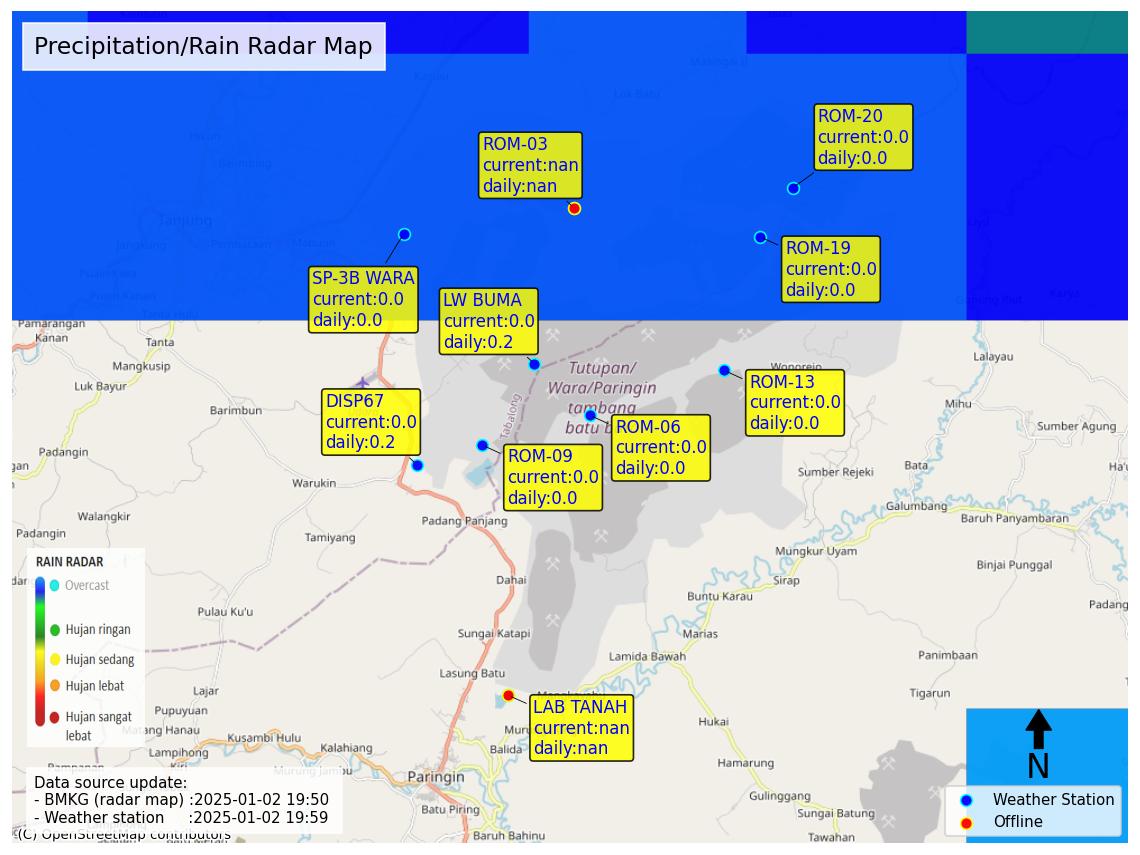 Precipitation/Rain Radar Map
ROM-20
current:0.0
daily:0.0
ROM-03
current:nan
daily:nan
Tanjung
ROM-19
current:0.0
daily:0.0
SP-3B WARA
current:0.0
daily:0.0
LW BUMA
current:0.0
daily:0.2
Pamarangan
Kanan
Tanta
Mangkusip
Luk Bayur
Barimbun
Tutupan/
Wara/Paringin
tambang
batu b
Wonorejo
Lalayau
Mihu
ROM-13
current:0.0
daily:0.0
DISP67
current:0.0
daily:0.2
Tabalong
ROM-06
current:0.0
daily:0.0
ROM-09
current:0.0
daily:0.0
Padangin
Sumber Agung
Sumber Rejeki
Bata
Ha'u
Warukin
Galumbang
Baruh Panyambaran
Walangkir
Padangin
Padang Panjang
Tamiyang
Mungkur Uyam
Binjai Punggal
Dahai
Sirap
Buntu Karau
Padang
Pulau Ku'u
Sungai Katapi
Marias
Lamida Bawah
Panimbaan
Lasung Batu
Tigarun
Lajar
Pupuyuan
Matang Hanau
Hukai
RAIN RADAR
Overcast
Hujan ringan
Hujan sedang
Hujan lebat
Hujan sangat
lebat
LAB TANAH
current:nan
daily:nan
Kusambi Hulu
Lampihong
Kalahiang
Balida
Murung Jambu
Paringin
Hamarung
Batu Piring
Gulinggang
Sungai Batung
Baruh Bahinu
Tawahan
N
Weather Station
Offline
Data source update:
- BMKG (radar map) :2025-01-02 19:50
- Weather station :2025-01-02 19:59
(C) OpenStreetMap contributors